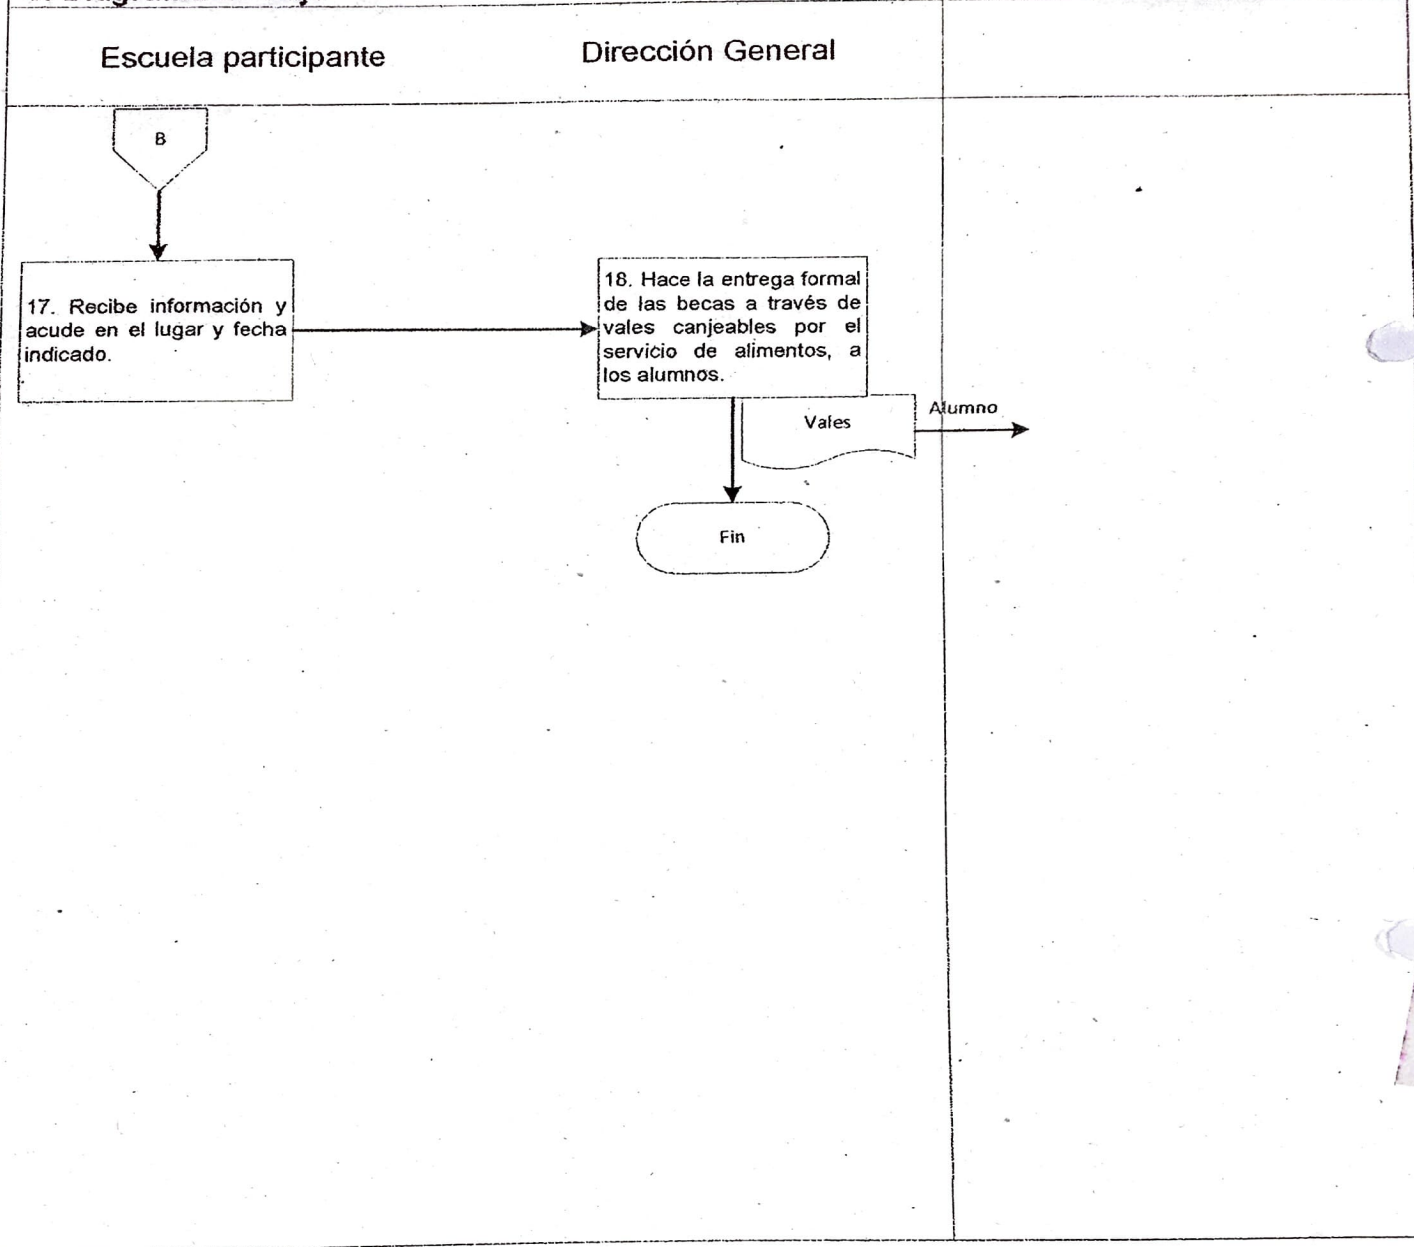 Escuela participante
Dirección General
B
17. Recibe información y
acude en el lugar y fecha
indicado.
18. Hace la entrega formal
de las becas a través de
vales canjeables por el
servicio de alimentos, a
los alumnos.
Vales
Alumno
Fin